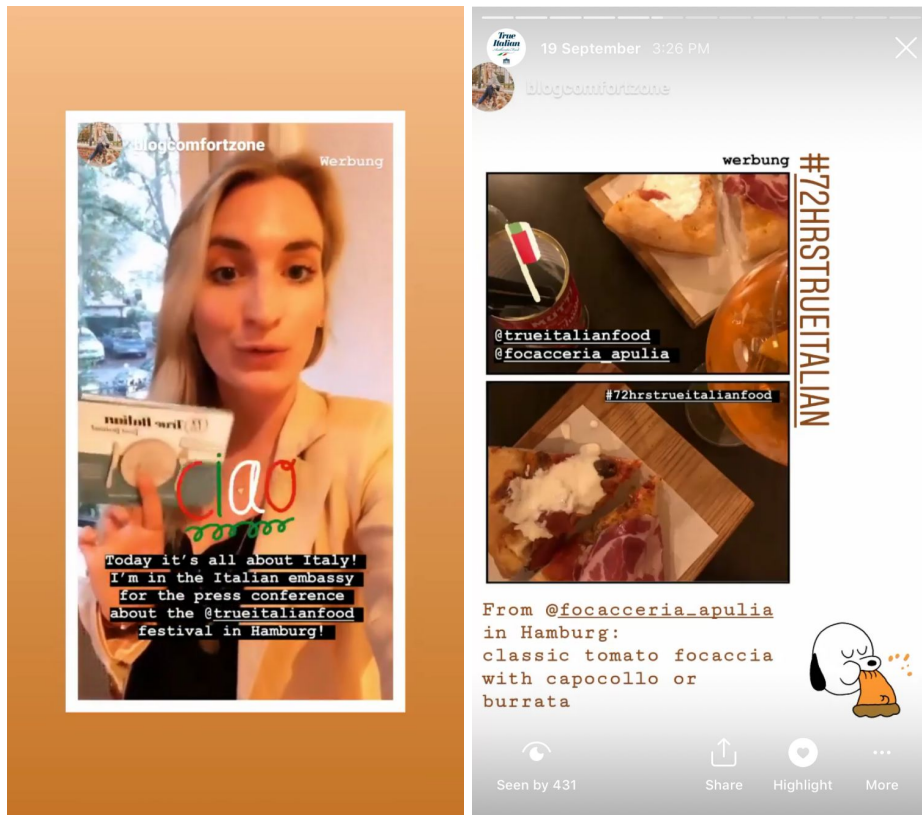 blogcomfortzone
Werbung
True Italian
ciao
Today it's all about Italy!
I'm in the Italian embassy
for the press conference
about the @trueitalianfood
festival in Hamburg!
True
Italian
19 September 3:26 PM
blogcomfortzone
werbung
#72HRSTRUEITALIAN
@trueitalianfood
@focacceria_apulia
#72hrstrueitalianfood
From @focacceria_apulia
in Hamburg:
classic tomato focaccia
with capocollo or
burrata
Seen by 431
Share
Highlight
More